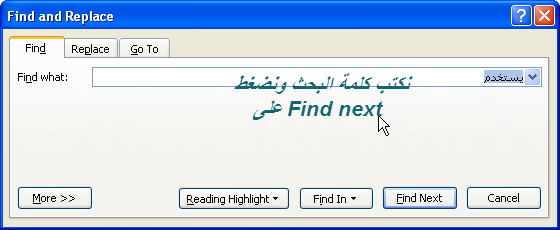 Find and Replace
Find Replace Go To
Find what: يستخدم
نكتب كلمة البحث ونضغط
على Find next
More >> Reading Highlight Find In Find Next Cancel